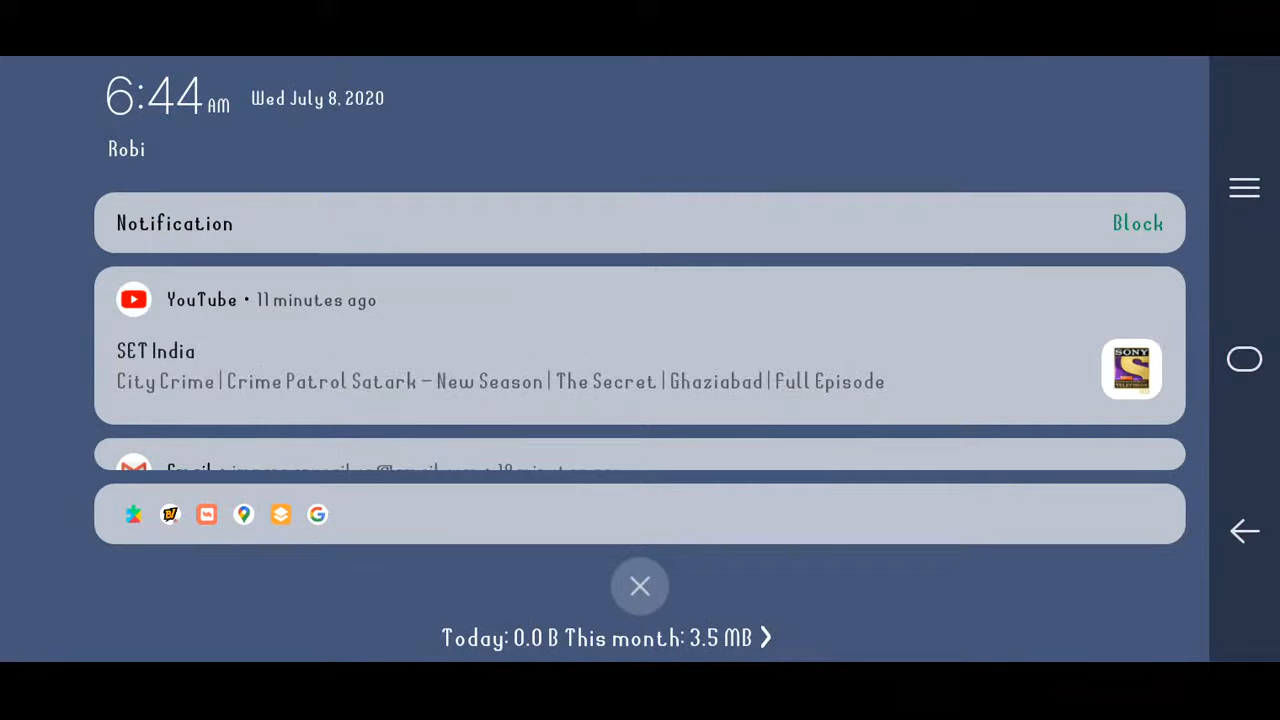 6:44 AM Wed July 8, 2020
Robi
Notification Block
YouTube • 11 minutes ago
SET India
City Crime | Crime Patrol Satark – New Season | The Secret | Ghaziabad | Full Episode
SONY
Today: 0.0 B This month: 3.5 MB ❯